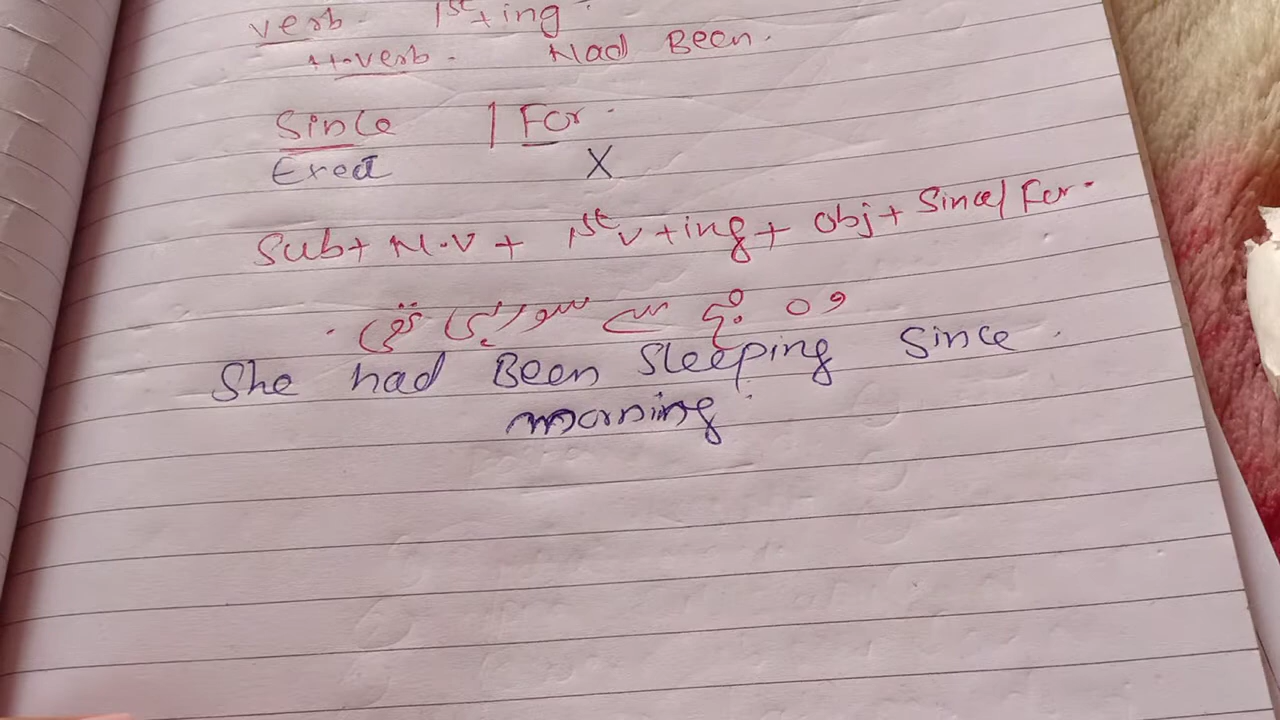 verb. 1st + ing.
H.verb. Had Been.
Since | For.
Exect X
Sub + H.V + 1st v + ing + Obj + Since/For.
وہ صبح سے سو رہی تھی.
She had Been Sleeping Since.
morning.